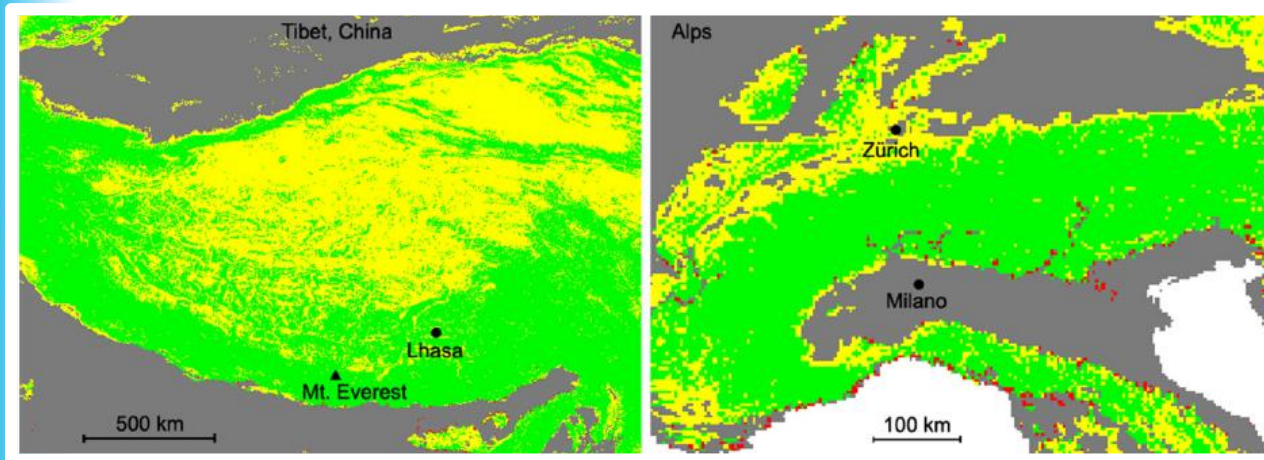 Tibet, China
Lhasa
Mt. Everest
500 km
Alps
Zürich
Milano
100 km